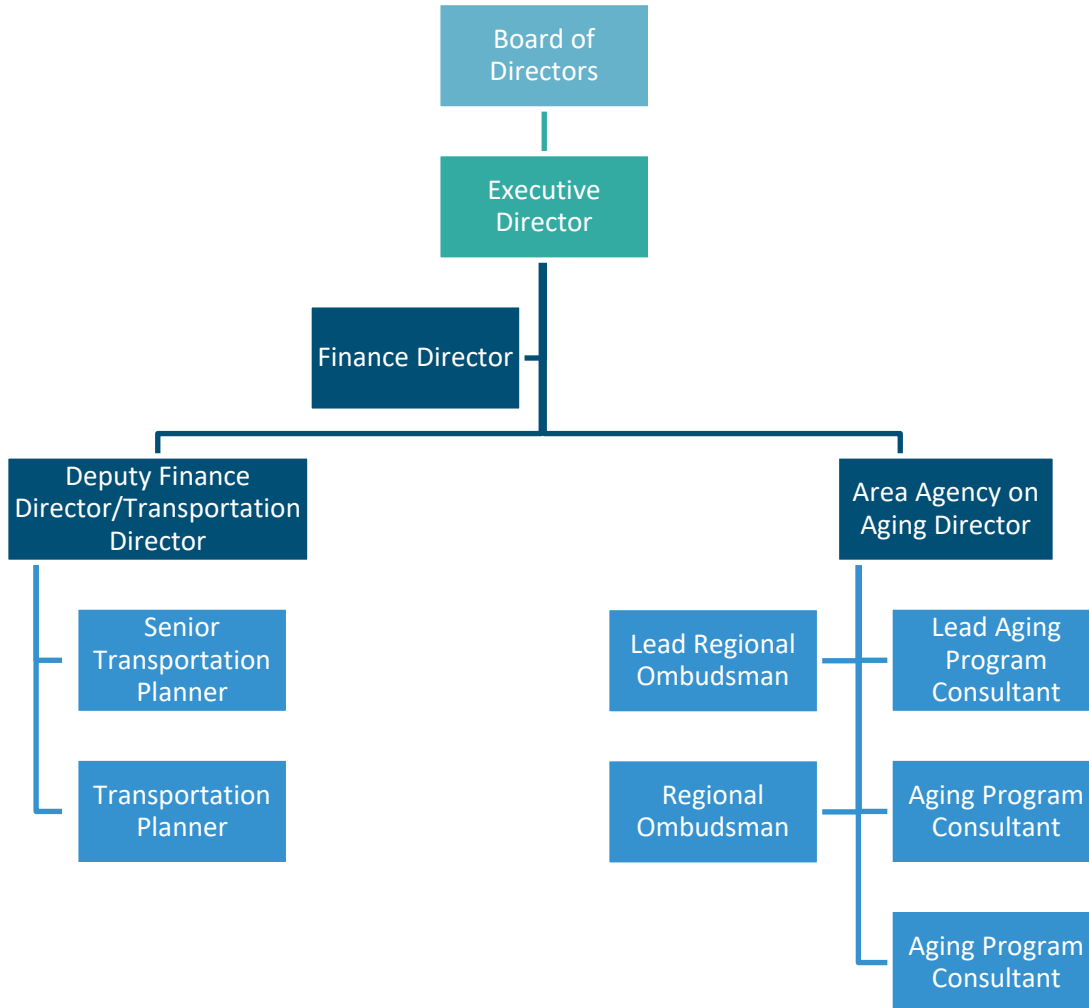 Board of
Directors
Executive
Director
Finance Director
Deputy Finance
Director/Transportation
Director
Area Agency on
Aging Director
Senior
Transportation
Planner
Transportation
Planner
Lead Regional
Ombudsman
Lead Aging
Program
Consultant
Regional
Ombudsman
Aging Program
Consultant
Aging Program
Consultant